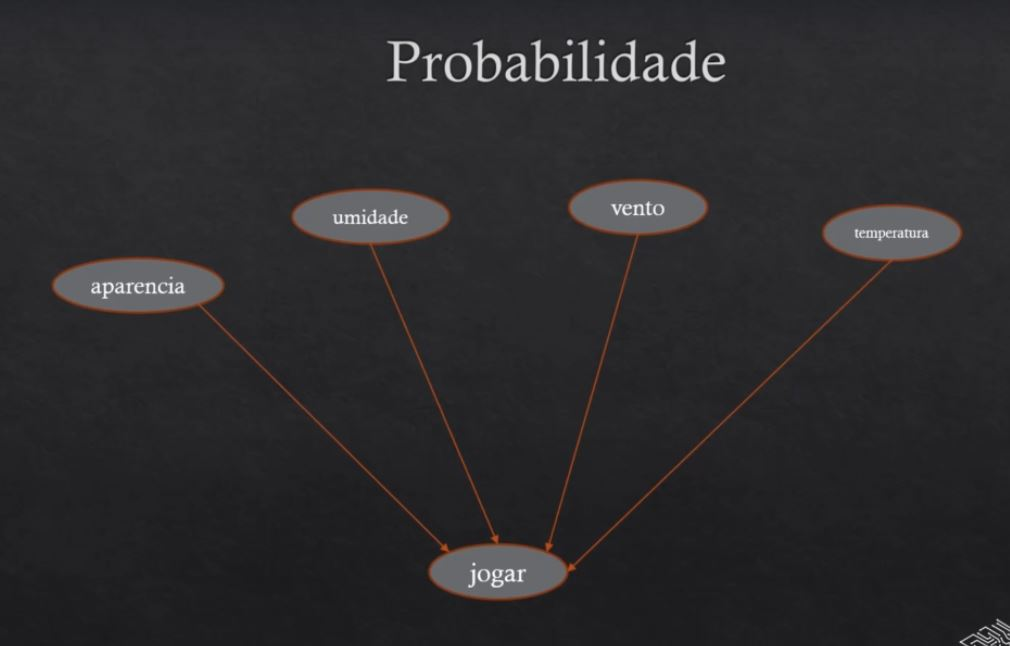 Probabilidade
umidade
vento
temperatura
aparencia
jogar